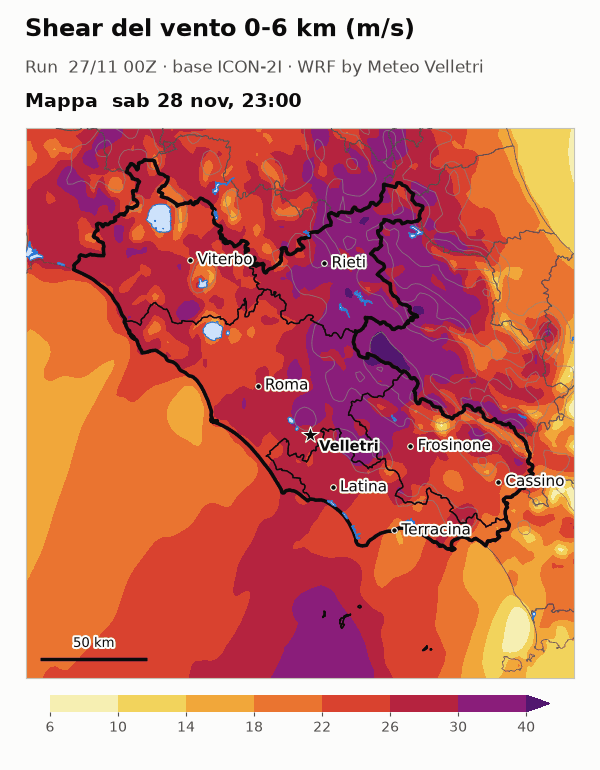 Shear del vento 0-6 km (m/s)
Run  27/11 00Z · base ICON-2I · WRF by Meteo Velletri
Mappa  sab 28 nov, 23:00
Viterbo
Rieti
Roma
Velletri
Frosinone
Latina
Cassino
Terracina
50 km
6 10 14 18 22 26 30 40